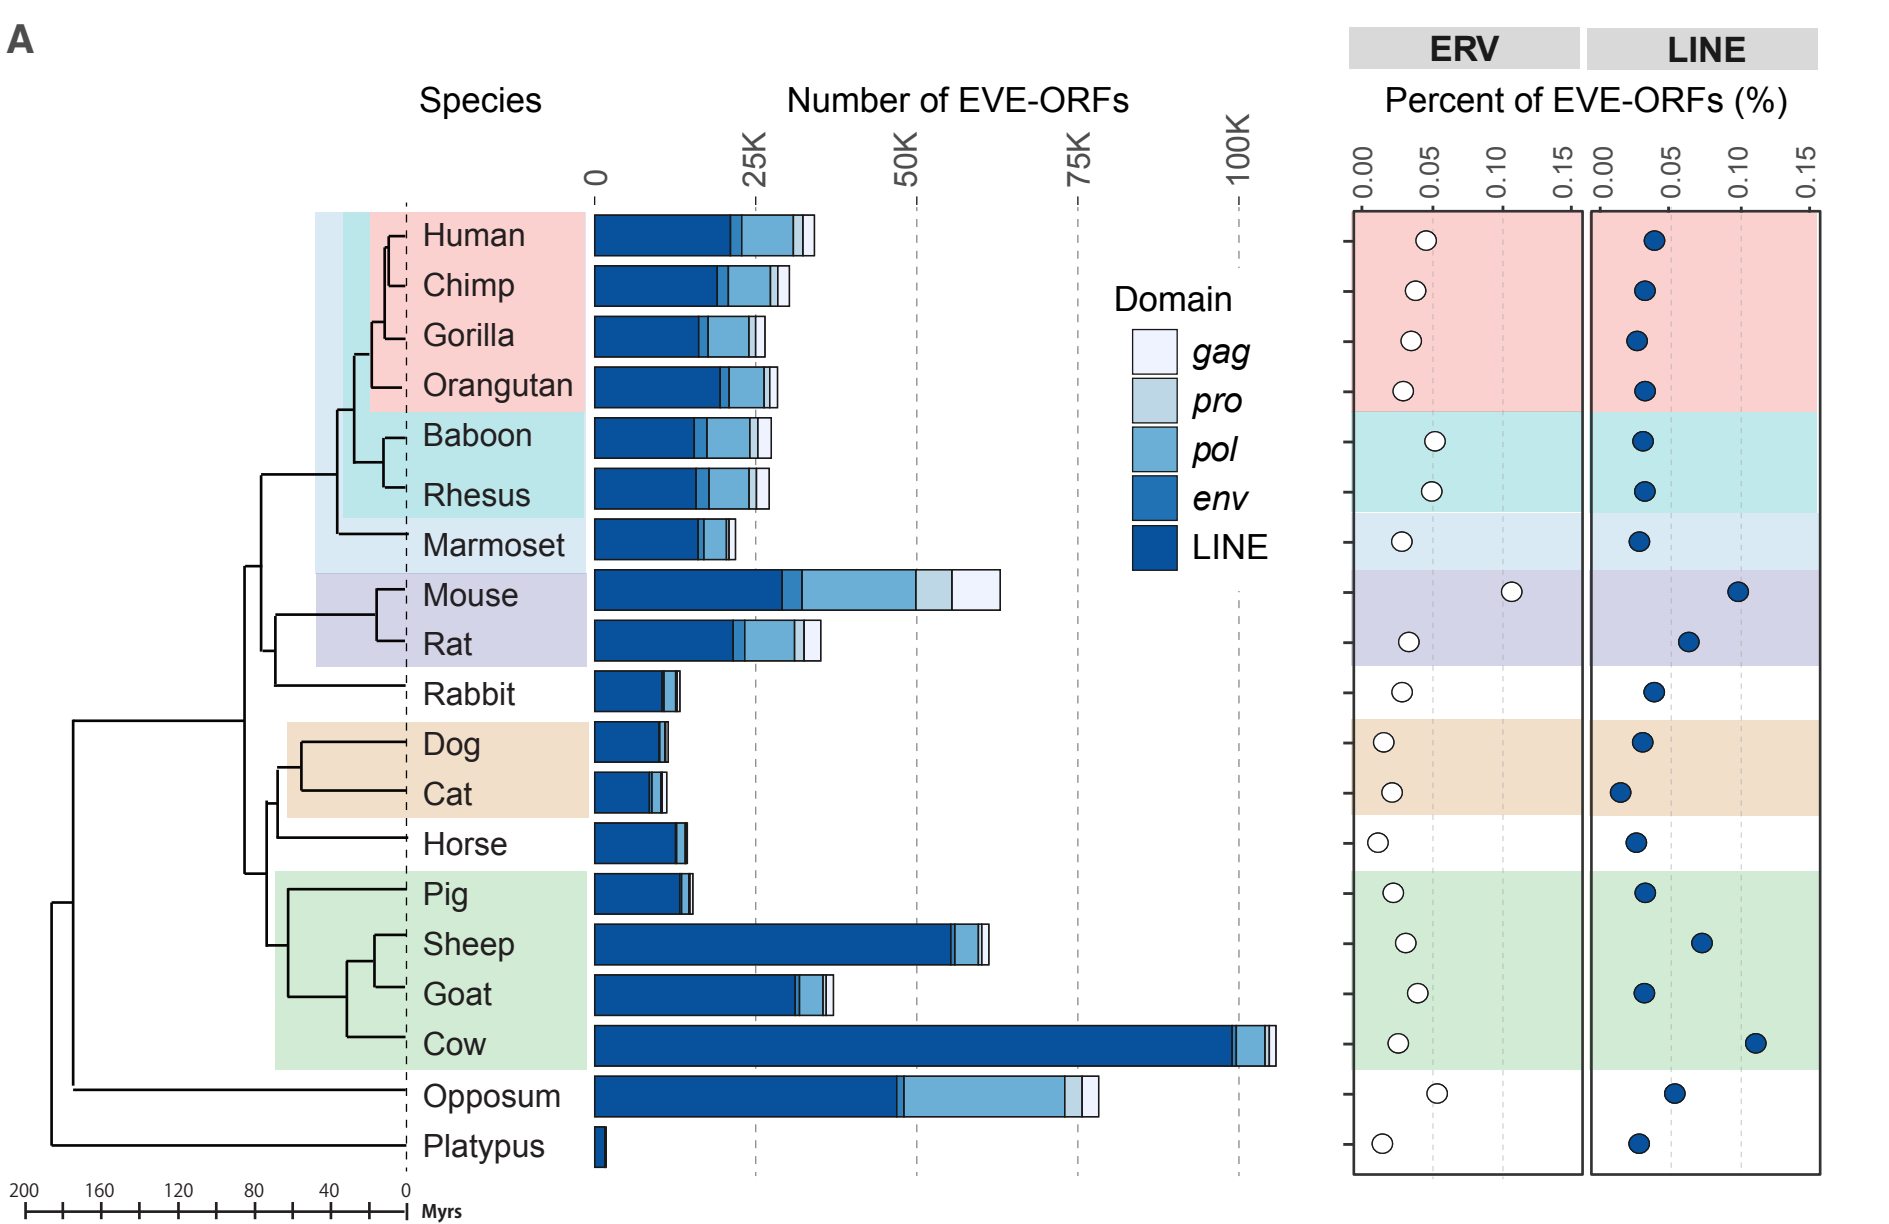 A
ERV LINE
Species Number of EVE-ORFs Percent of EVE-ORFs (%)
0 25K 50K 75K 100K
0.00 0.05 0.10 0.15 0.00 0.05 0.10 0.15
Human
Chimp
Gorilla
Orangutan
Baboon
Rhesus
Marmoset
Mouse
Rat
Rabbit
Dog
Cat
Horse
Pig
Sheep
Goat
Cow
Opposum
Platypus
Domain
gag
pro
pol
env
LINE
200 160 120 80 40 0 Myrs